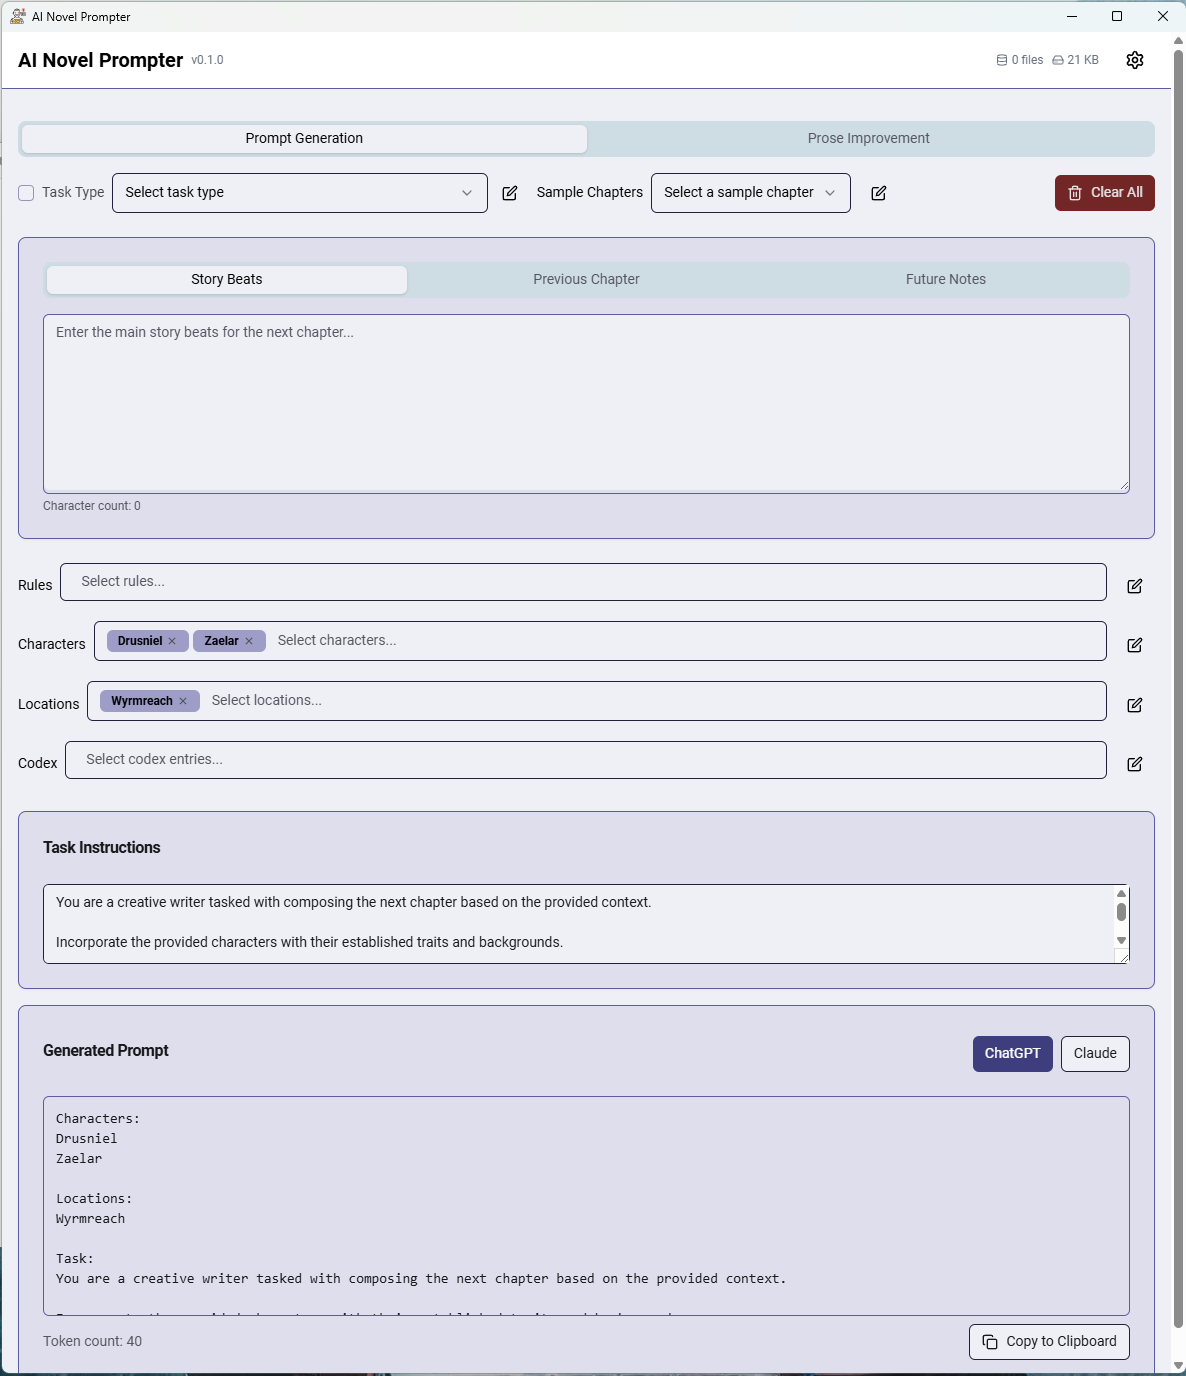 AI Novel Prompter
AI Novel Prompter v0.1.0 0 files 21 KB
Prompt Generation Prose Improvement
Task Type Select task type Sample Chapters Select a sample chapter Clear All
Story Beats Previous Chapter Future Notes
Enter the main story beats for the next chapter...
Character count: 0
Rules Select rules...
Characters Drusniel × Zaelar × Select characters...
Locations Wyrmreach × Select locations...
Codex Select codex entries...
Task Instructions
You are a creative writer tasked with composing the next chapter based on the provided context.
Incorporate the provided characters with their established traits and backgrounds.
Generated Prompt ChatGPT Claude
Characters:
Drusniel
Zaelar
Locations:
Wyrmreach
Task:
You are a creative writer tasked with composing the next chapter based on the provided context.
Token count: 40 Copy to Clipboard